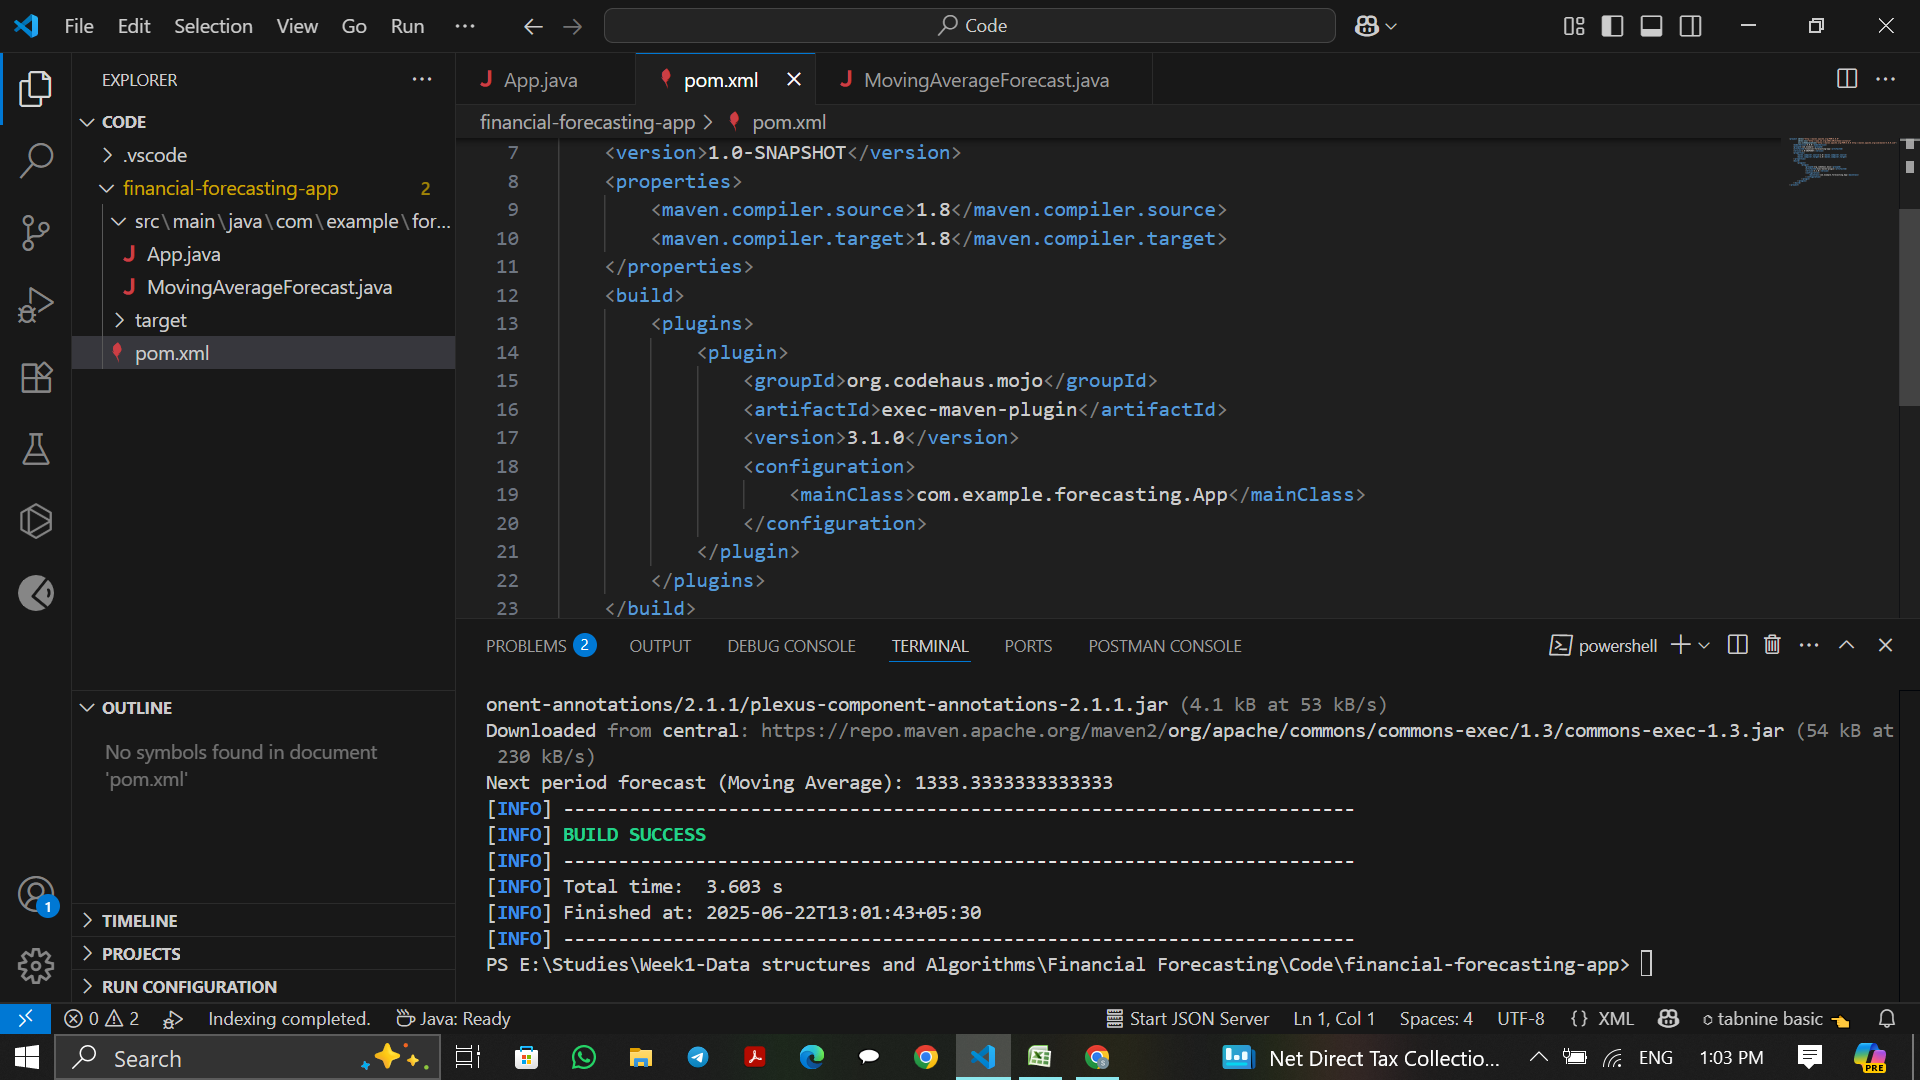 File Edit Selection View Go Run ··· Code
EXPLORER ···
CODE
.vscode
financial-forecasting-app 2
src\main\java\com\example\for...
App.java
MovingAverageForecast.java
target
pom.xml
OUTLINE
No symbols found in document
'pom.xml'
TIMELINE
PROJECTS
RUN CONFIGURATION
1
App.java pom.xml MovingAverageForecast.java
financial-forecasting-app > pom.xml
7 <version>1.0-SNAPSHOT</version>
8 <properties>
9 <maven.compiler.source>1.8</maven.compiler.source>
10 <maven.compiler.target>1.8</maven.compiler.target>
11 </properties>
12 <build>
13 <plugins>
14 <plugin>
15 <groupId>org.codehaus.mojo</groupId>
16 <artifactId>exec-maven-plugin</artifactId>
17 <version>3.1.0</version>
18 <configuration>
19 <mainClass>com.example.forecasting.App</mainClass>
20 </configuration>
21 </plugin>
22 </plugins>
23 </build>
PROBLEMS 2 OUTPUT DEBUG CONSOLE TERMINAL PORTS POSTMAN CONSOLE powershell
onent-annotations/2.1.1/plexus-component-annotations-2.1.1.jar (4.1 kB at 53 kB/s)
Downloaded from central: https://repo.maven.apache.org/maven2/org/apache/commons/commons-exec/1.3/commons-exec-1.3.jar (54 kB at
230 kB/s)
Next period forecast (Moving Average): 1333.3333333333333
[INFO] ------------------------------------------------------------------------
[INFO] BUILD SUCCESS
[INFO] ------------------------------------------------------------------------
[INFO] Total time:  3.603 s
[INFO] Finished at: 2025-06-22T13:01:43+05:30
[INFO] ------------------------------------------------------------------------
PS E:\Studies\Week1-Data structures and Algorithms\Financial Forecasting\Code\financial-forecasting-app>
0 2 Indexing completed. Java: Ready Start JSON Server Ln 1, Col 1 Spaces: 4 UTF-8 {} XML tabnine basic
Search Net Direct Tax Collectio... ENG 1:03 PM PRE